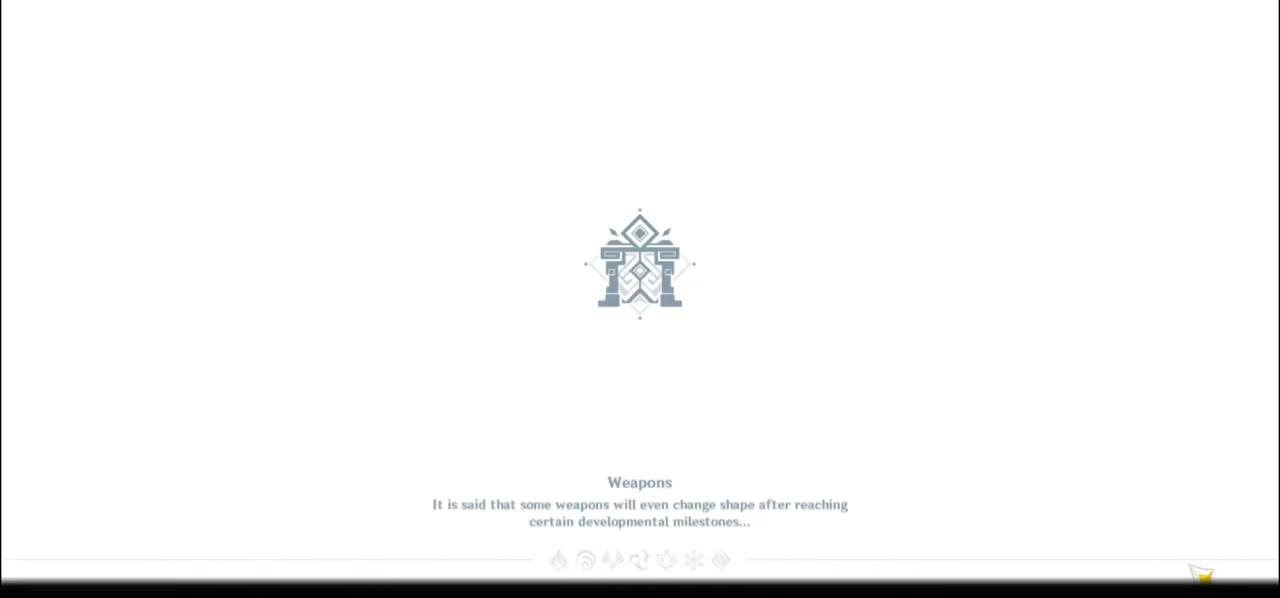 Weapons
It is said that some weapons will even change shape after reaching
certain developmental milestones...